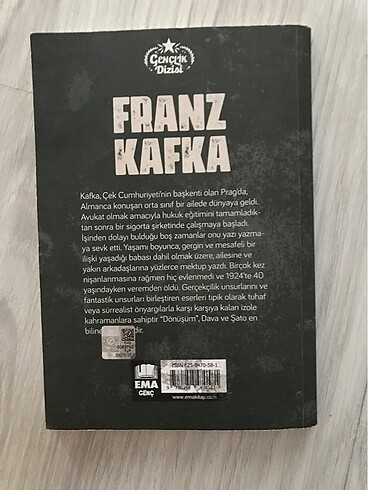 GENÇLİK
Dizisi
FRANZ
KAFKA
Kafka, Çek Cumhuriyeti'nin başkenti olan Prag'da,
Almanca konuşan orta sınıf bir ailede dünyaya geldi.
Avukat olmak amacıyla hukuk eğitimini tamamladık-
tan sonra bir sigorta şirketinde çalışmaya başladı.
İşinden dolayı bulduğu boş zamanlar onu yazı yazma-
ya sevk etti. Yaşamı boyunca, gergin ve mesafeli bir
ilişki yaşadığı babası dahil olmak üzere, ailesine ve
yakın arkadaşlarına yüzlerce mektup yazdı. Birçok kez
nişanlanmasına rağmen hiç evlenmedi ve 1924'te 40
yaşındayken veremden öldü. Gerçekçilik unsurlarını ve
fantastik unsurları birleştiren eserleri tipik olarak tuhaf
veya sürrealist önyargılarla karşı karşıya kalan izole
kahramanlara sahiptir "Dönüşüm", Dava ve Şato en
EMA
GENÇ
www.emakitap.com